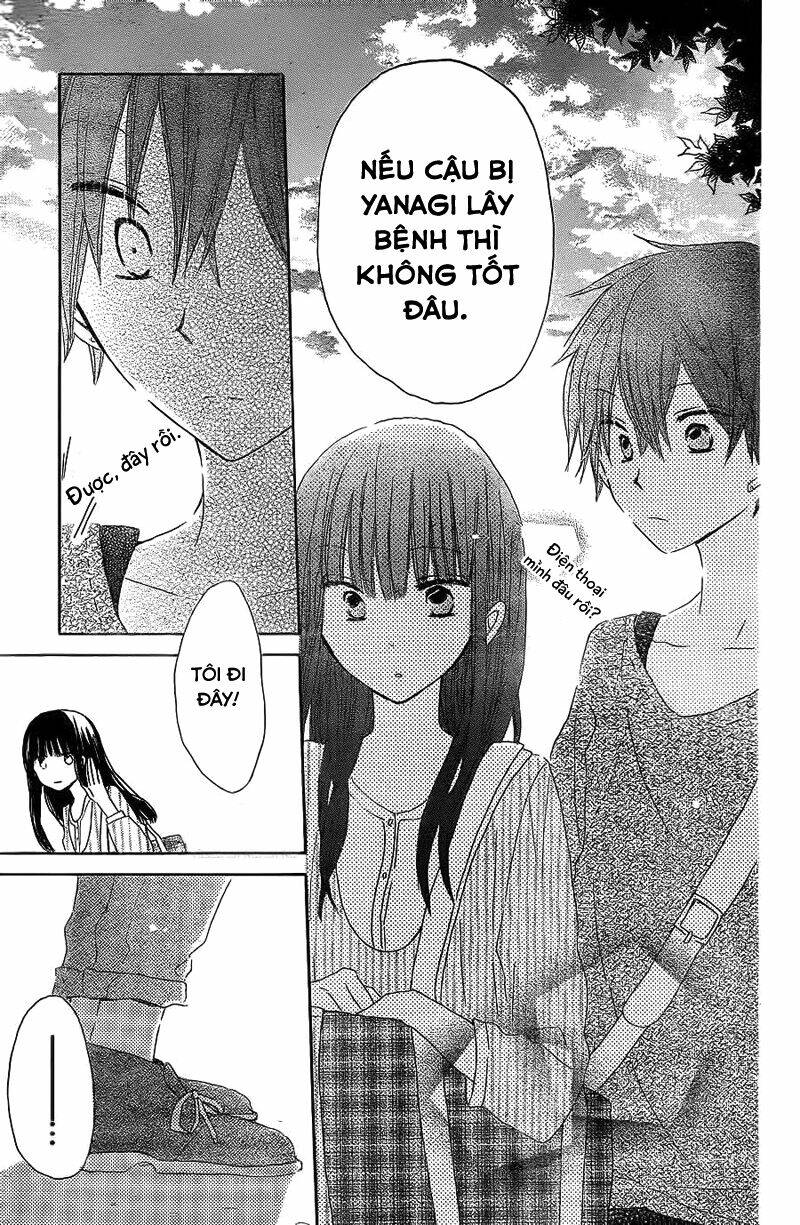 NẾU CẬU BỊ
YANAGI LÂY
BỆNH THÌ
KHÔNG TỐT
ĐÂU.
Điện thoại
mình đâu rồi?
Được, đây rồi.
TÔI ĐI
ĐÂY!